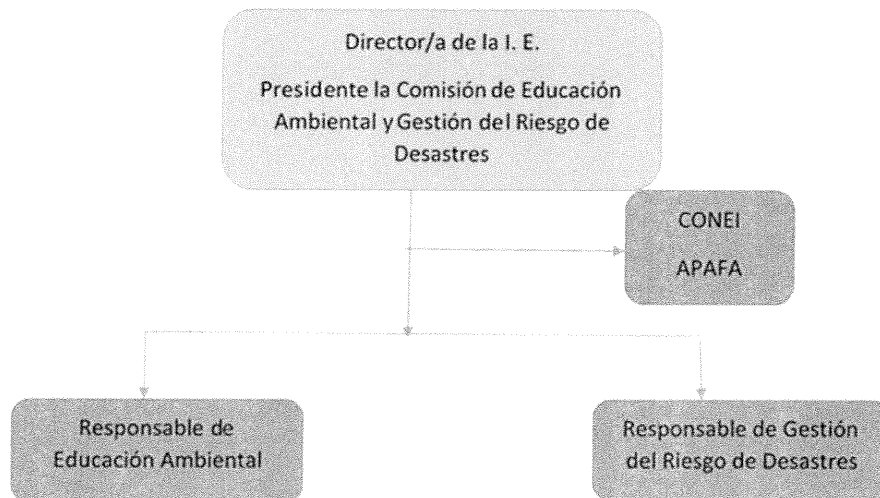 Director/a de la I. E.
Presidente la Comisión de Educación
Ambiental y Gestión del Riesgo de
Desastres
CONEI
APAFA
Responsable de
Educación Ambiental
Responsable de Gestión
del Riesgo de Desastres